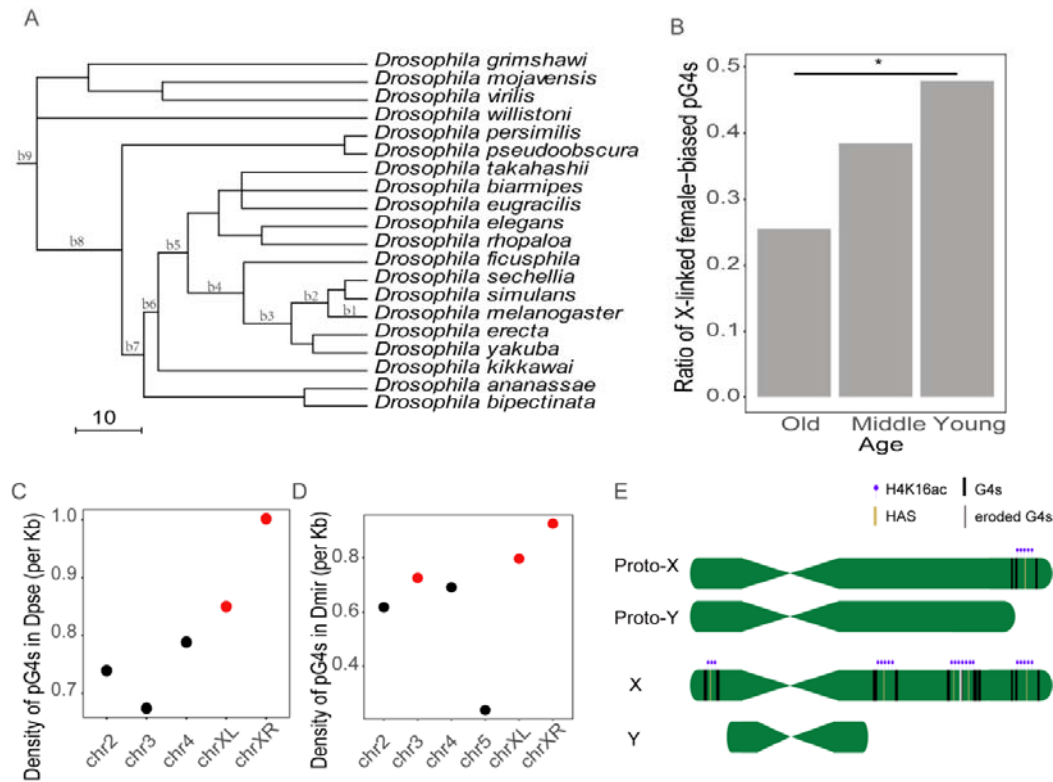 A
Drosophila grimshawi
Drosophila mojavensis
Drosophila virilis
Drosophila willistoni
Drosophila persimilis
Drosophila pseudoobscura
Drosophila takahashii
Drosophila biarmipes
Drosophila eugracilis
Drosophila elegans
Drosophila rhopaloa
Drosophila ficusphila
Drosophila sechellia
Drosophila simulans
Drosophila melanogaster
Drosophila erecta
Drosophila yakuba
Drosophila kikkawai
Drosophila ananassae
Drosophila bipectinata
b9
b8
b5
b4
b2
b1
b3
b6
b7
10
B
Ratio of X-linked female-biased pG4s
0.5
0.4
0.3
0.2
0.1
0.0
*
Old Middle Young
Age
C
Density of pG4s in Dpse (per Kb)
1.0
0.9
0.8
0.7
chr2 chr3 chr4 chrXL chrXR
D
Density of pG4s in Dmir (per Kb)
0.8
0.6
0.4
chr2 chr3 chr4 chr5 chrXL chrXR
E
H4K16ac G4s
HAS eroded G4s
Proto-X
Proto-Y
X
Y